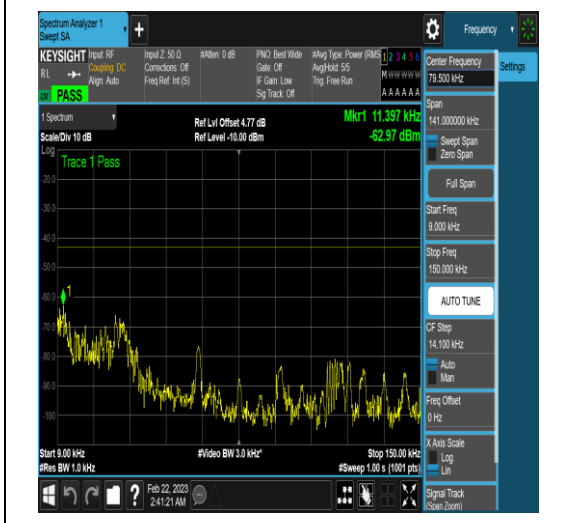 Spectrum Analyzer 1
Swept SA
+
Frequency
KEYSIGHT
RL
PASS
Input: RF
Coupling: DC
Align: Auto
Input Z: 50 Ω
Corrections: Off
Freq Ref: Int (S)
#Atten: 0 dB
PNO: Best Wide
Gate: Off
IF Gain: Low
Sig Track: Off
#Avg Type: Power (RMS
Avg|Hold: 5/5
Trig: Free Run
1 2 3 4 5 6
M W W W W W
A A A A A A
1 Spectrum
Scale/Div 10 dB
Ref Lvl Offset 4.77 dB
Ref Level -10.00 dBm
Mkr1 11.397 kHz
-62.97 dBm
Log
Trace 1 Pass
-20.0
-30.0
-40.0
-50.0
-60.0
-70.0
-80.0
-90.0
-100
1
Start 9.00 kHz
#Res BW 1.0 kHz
#Video BW 3.0 kHz*
Stop 150.00 kHz
#Sweep 1.00 s (1001 pts)
Feb 22, 2023
2:41:21 AM
Center Frequency
79.500 kHz
Span
141.000000 kHz
Swept Span
Zero Span
Full Span
Start Freq
9.000 kHz
Stop Freq
150.000 kHz
AUTO TUNE
CF Step
14.100 kHz
Auto
Man
Freq Offset
0 Hz
X Axis Scale
Log
Lin
Signal Track
(Span Zoom)
Settings